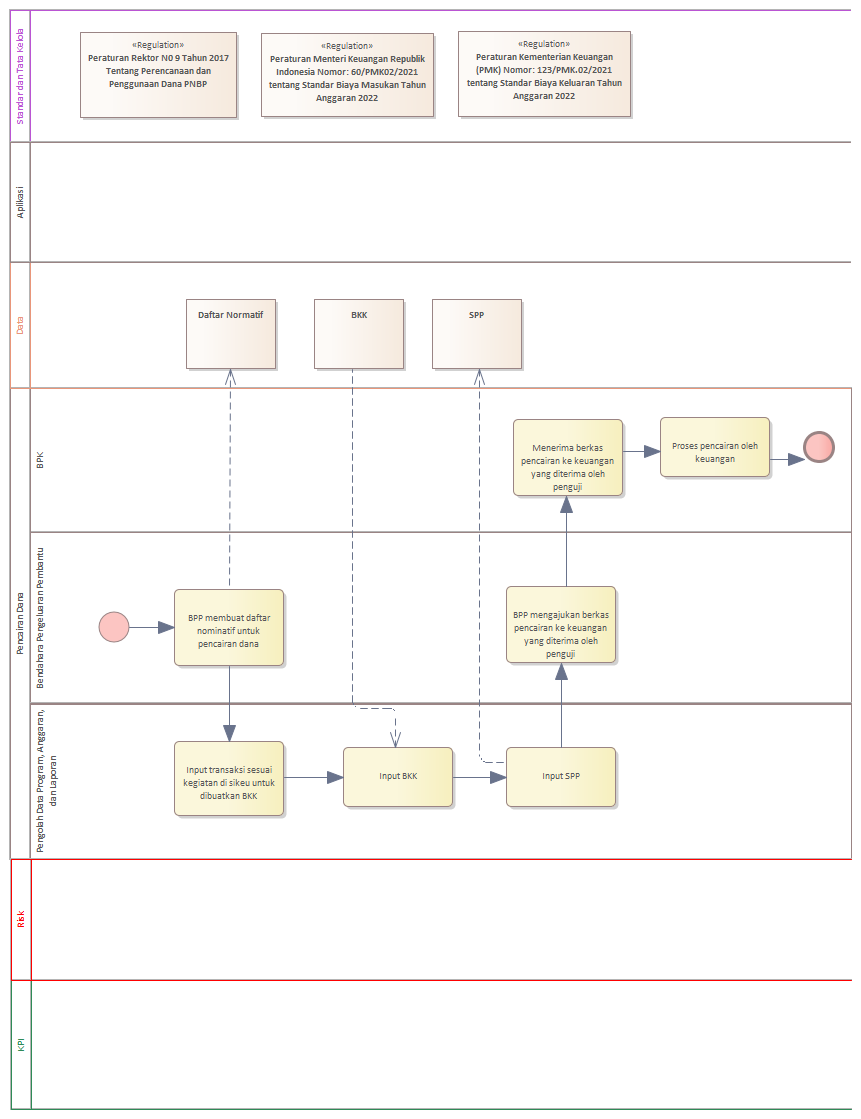 Standar dan Tata Kelola
«Regulation»
Peraturan Rektor N0 9 Tahun 2017
Tentang Perencanaan dan
Penggunaan Dana PNBP
«Regulation»
Peraturan Menteri Keuangan Republik
Indonesia Nomor: 60/PMK02/2021
tentang Standar Biaya Masukan Tahun
Anggaran 2022
«Regulation»
Peraturan Kementerian Keuangan
(PMK) Nomor: 123/PMK.02/2021
tentang Standar Biaya Keluaran Tahun
Anggaran 2022
Aplikasi
Data
Daftar Normatif
BKK
SPP
Pencairan Dana
BPK
Menerima berkas
pencairan ke keuangan
yang diterima oleh
penguji
Proses pencairan oleh
keuangan
Bendahara Pengeluaran Pembantu
BPP membuat daftar
nominatif untuk
pencairan dana
BPP mengajukan berkas
pencairan ke keuangan
yang diterima oleh
penguji
Pengolah Data Program, Anggaran,
dan Laporan
Input transaksi sesuai
kegiatan di sikeu untuk
dibuatkan BKK
Input BKK
Input SPP
Risk
KPI